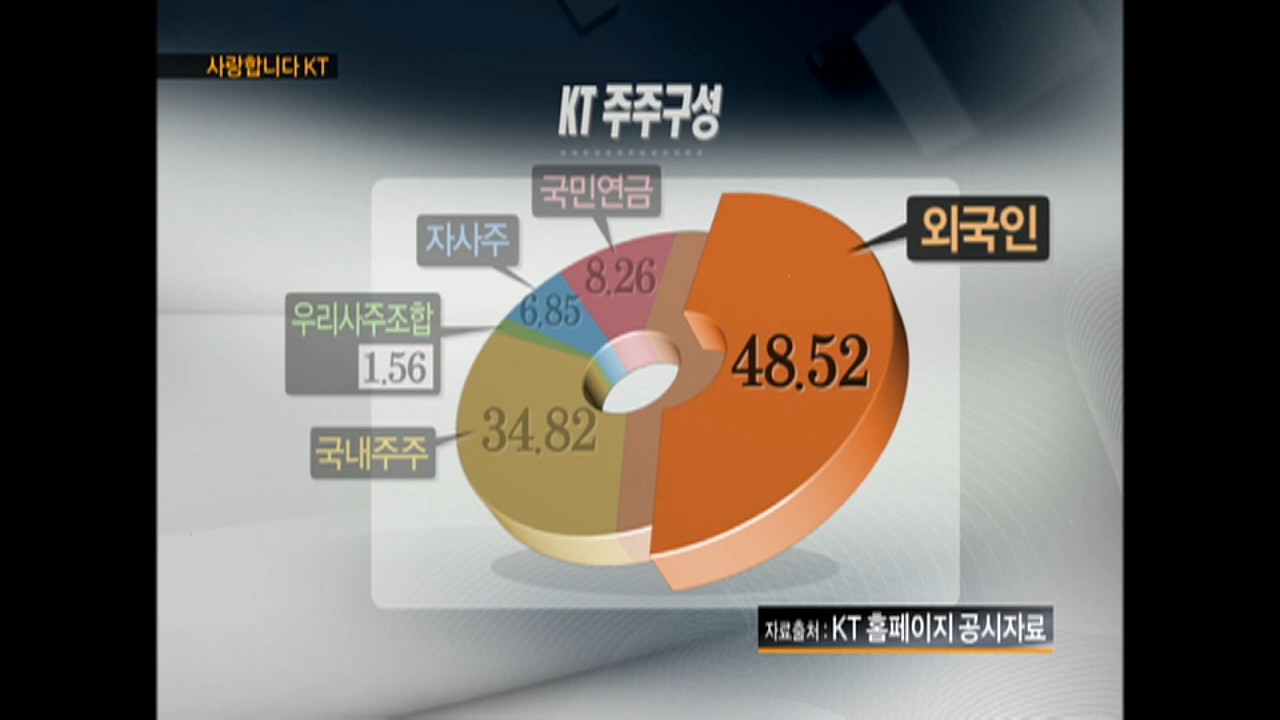 사랑합니다 KT
KT 주주구성
국민연금
8.26
자사주
6.85
외국인
48.52
우리사주조합
1.56
국내주주
34.82
자료출처 : KT 홈페이지 공시자료